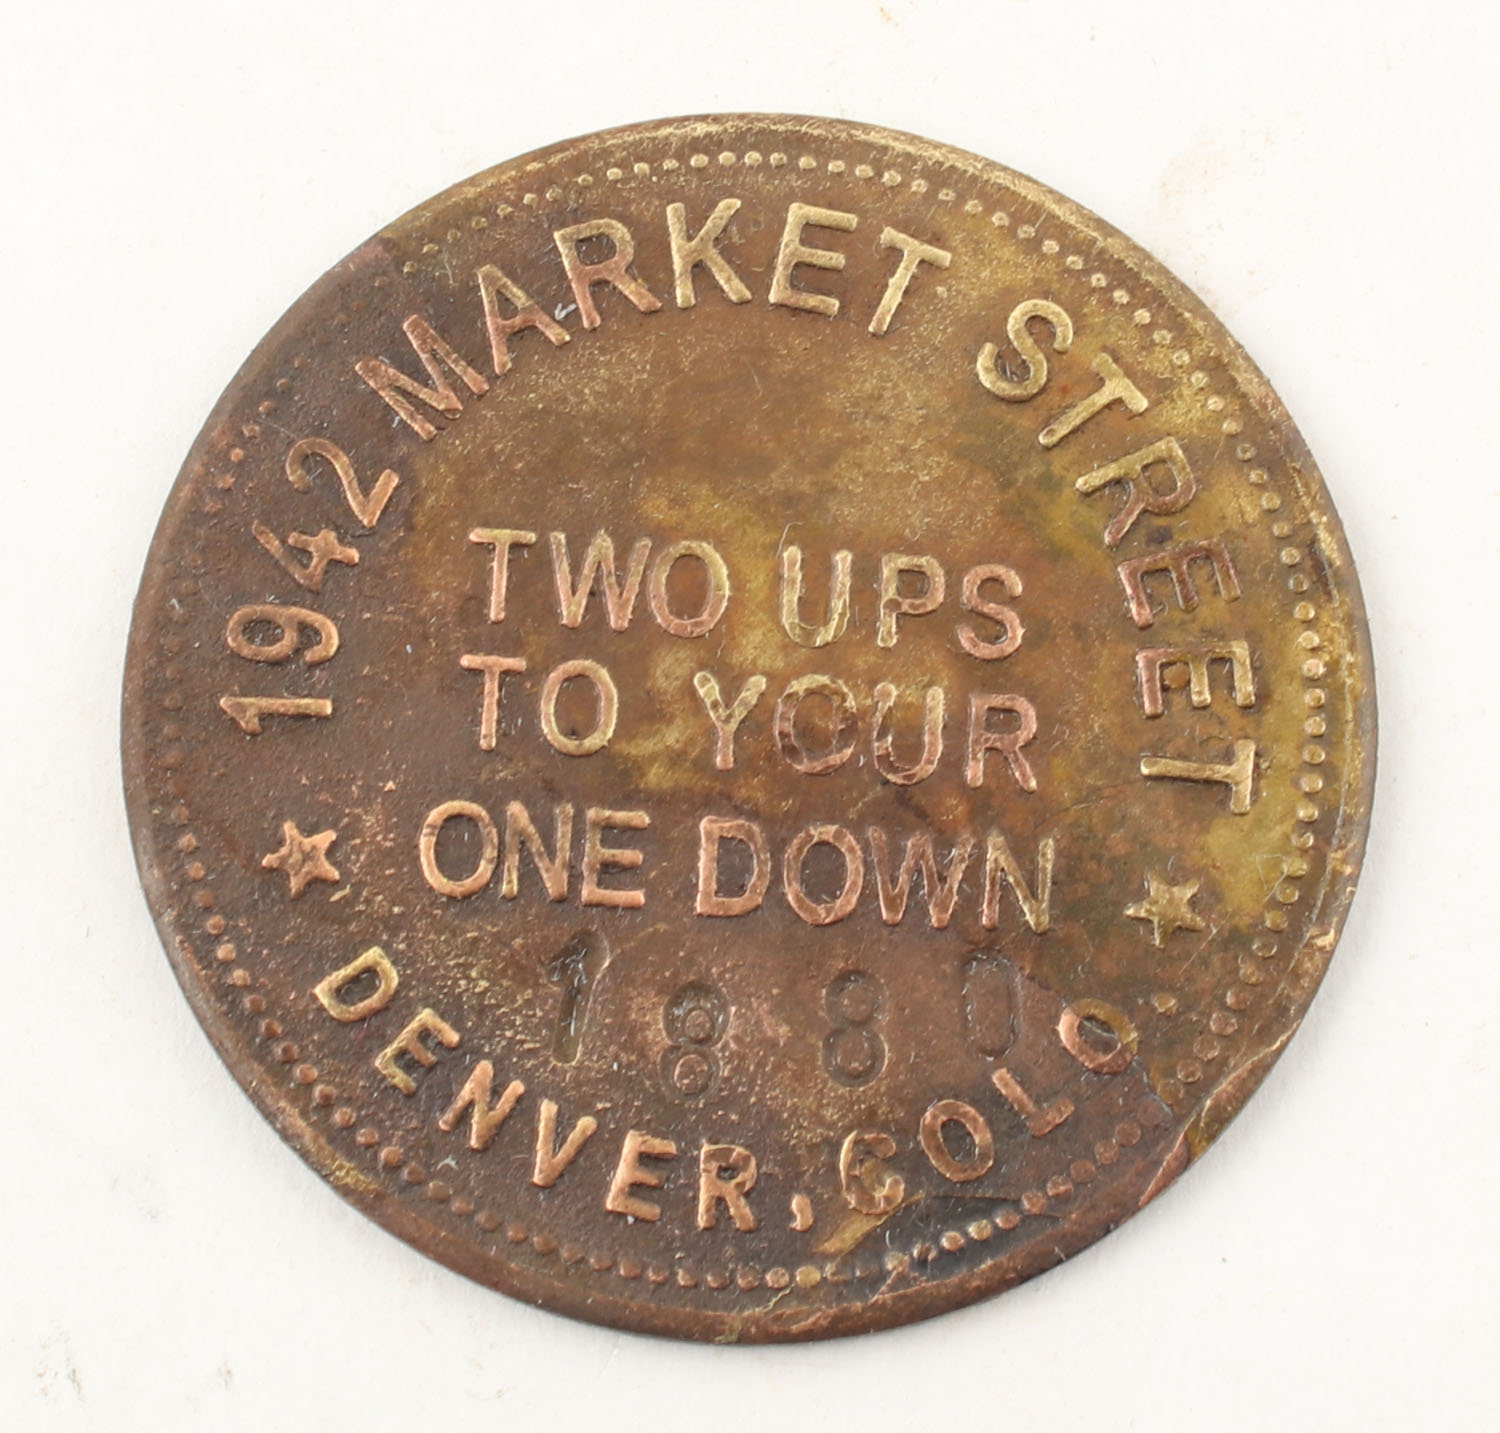 1942 MARKET STREET
TWO UPS
TO YOUR
ONE DOWN
1880
DENVER, COLO.